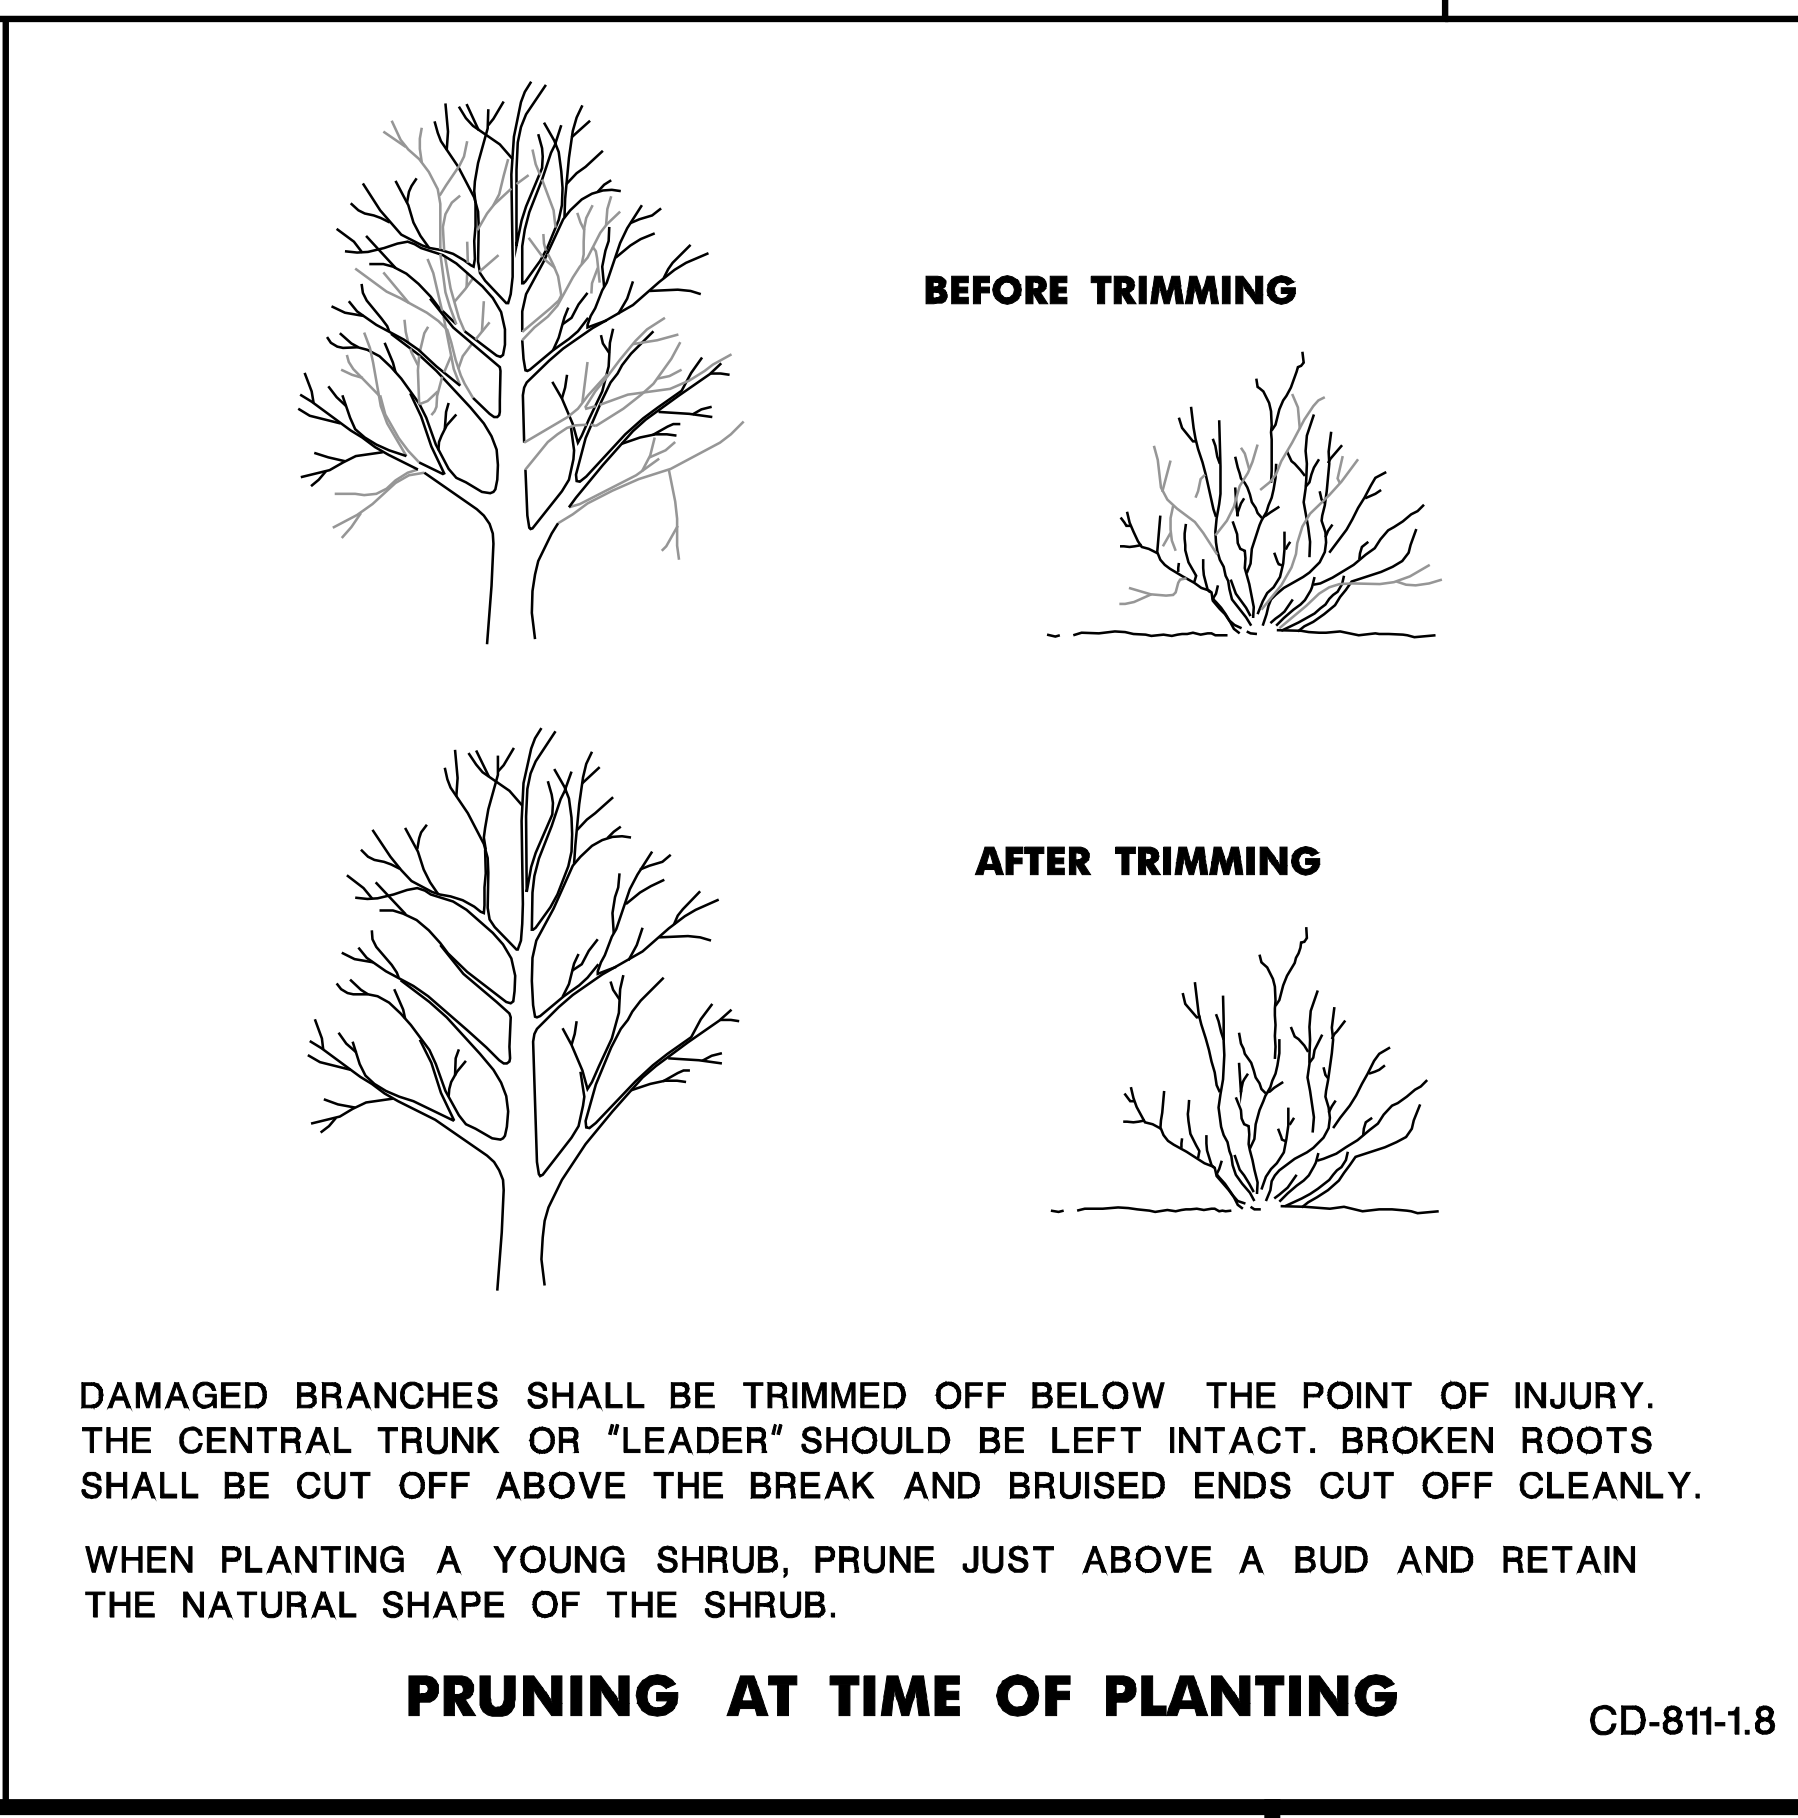 BEFORE TRIMMING
AFTER TRIMMING
DAMAGED BRANCHES SHALL BE TRIMMED OFF BELOW THE POINT OF INJURY.
THE CENTRAL TRUNK OR "LEADER" SHOULD BE LEFT INTACT. BROKEN ROOTS
SHALL BE CUT OFF ABOVE THE BREAK AND BRUISED ENDS CUT OFF CLEANLY.
WHEN PLANTING A YOUNG SHRUB, PRUNE JUST ABOVE A BUD AND RETAIN
THE NATURAL SHAPE OF THE SHRUB.
PRUNING AT TIME OF PLANTING
CD-811-1.8